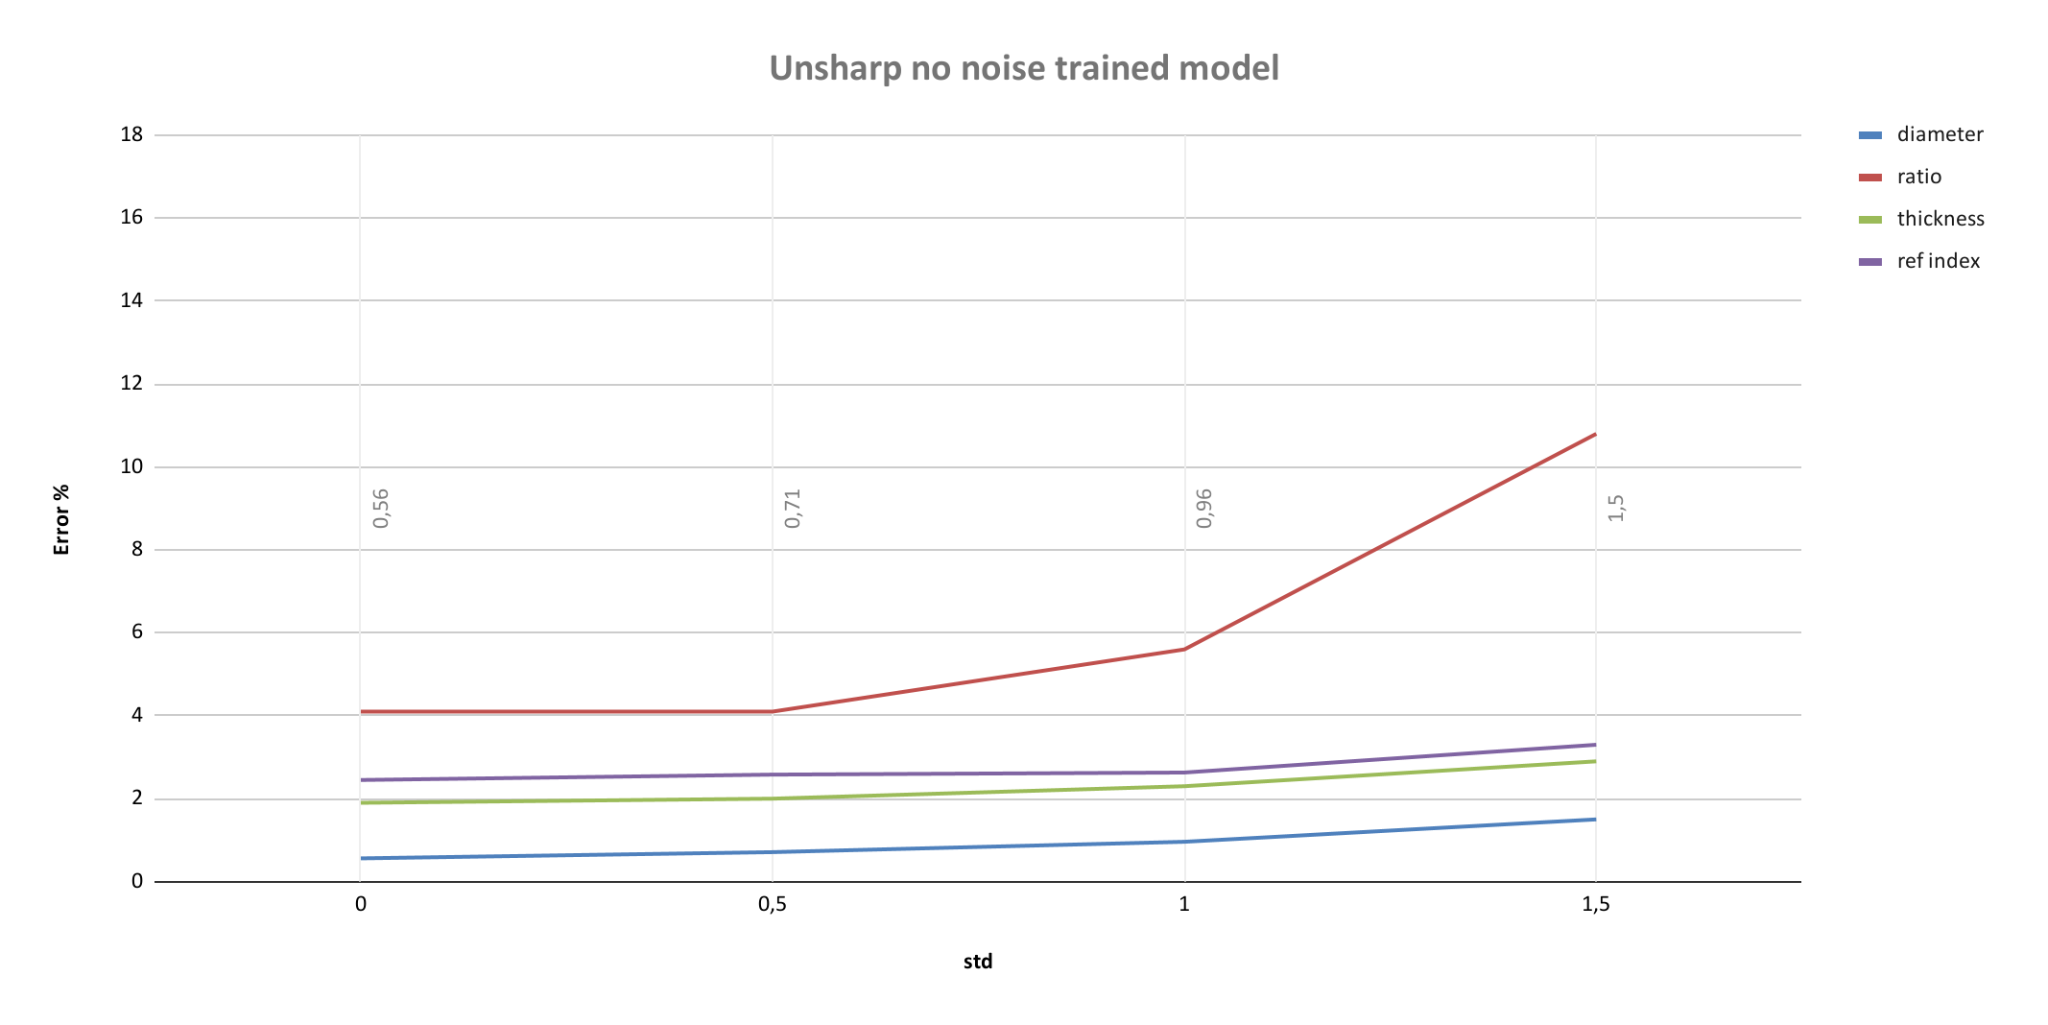 Unsharp no noise trained model
18
16
14
12
10
8
6
4
2
0
Error %
0,56
0,71
0,96
1,5
0
0,5
1
1,5
std
diameter
ratio
thickness
ref index